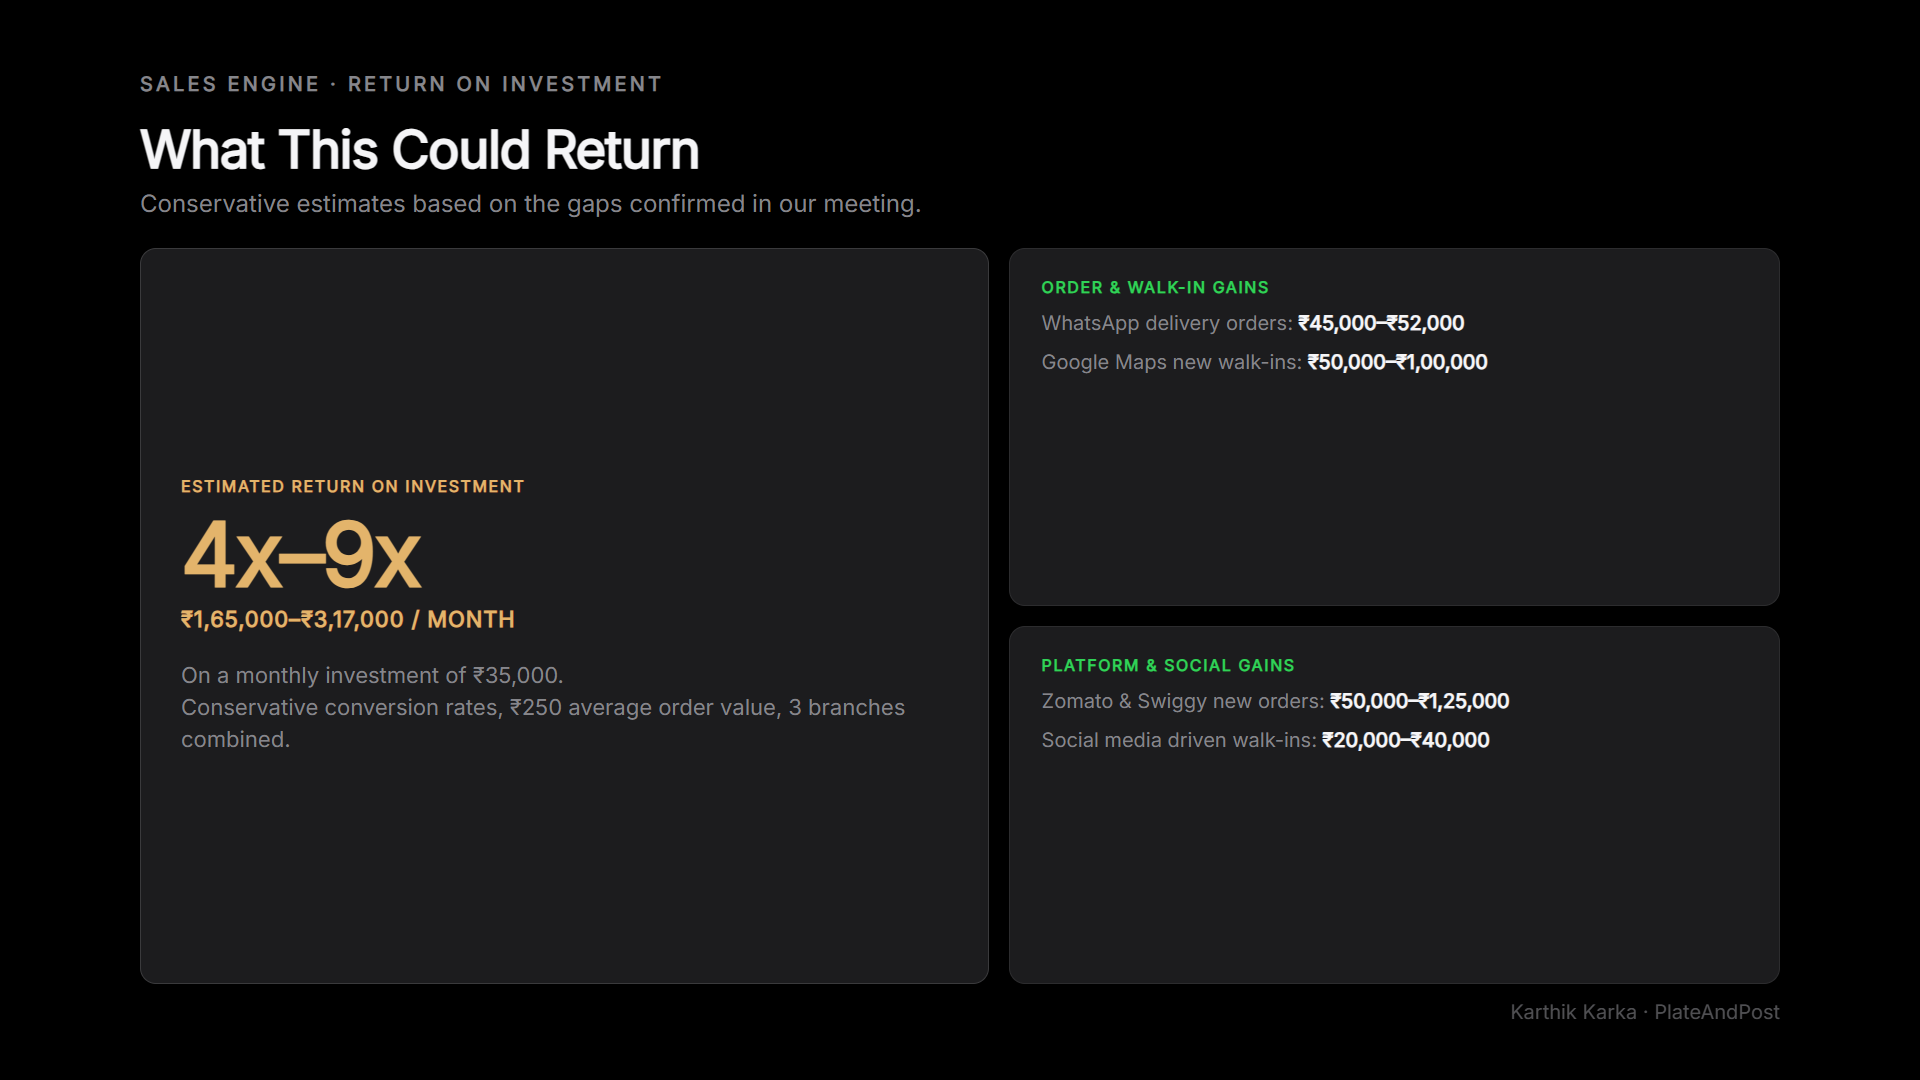 SALES ENGINE · RETURN ON INVESTMENT
What This Could Return
Conservative estimates based on the gaps confirmed in our meeting.
ESTIMATED RETURN ON INVESTMENT
4x–9x
₹1,65,000–₹3,17,000 / MONTH
On a monthly investment of ₹35,000.
Conservative conversion rates, ₹250 average order value, 3 branches
combined.
ORDER & WALK-IN GAINS
WhatsApp delivery orders: ₹45,000–₹52,000
Google Maps new walk-ins: ₹50,000–₹1,00,000
PLATFORM & SOCIAL GAINS
Zomato & Swiggy new orders: ₹50,000–₹1,25,000
Social media driven walk-ins: ₹20,000–₹40,000
Karthik Karka · PlateAndPost